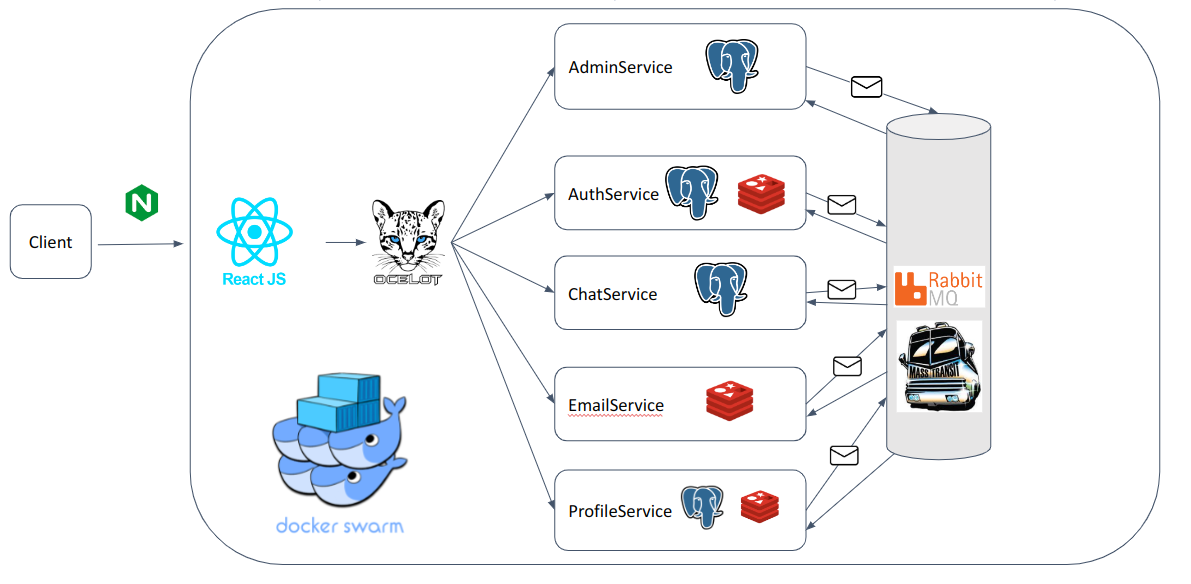 Client
N
React JS
OCELOT
AdminService
AuthService
ChatService
EmailService
ProfileService
Rabbit
MQ
MASS TRANSIT
docker swarm